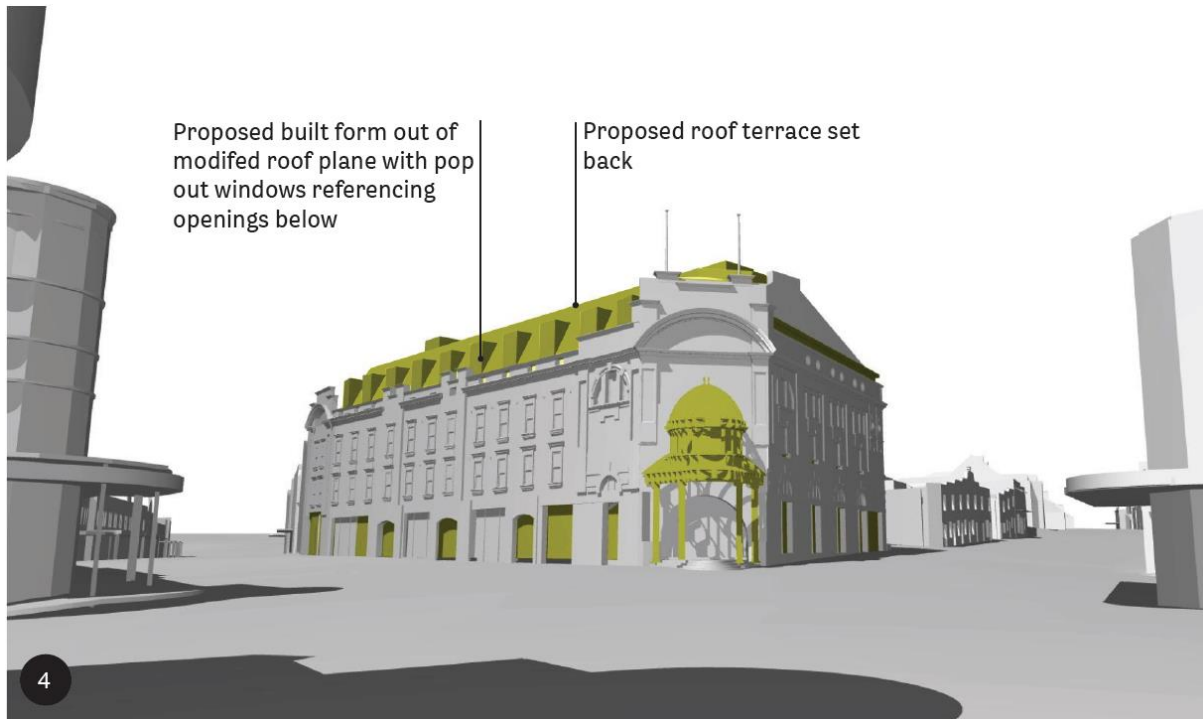 Proposed built form out of
modifed roof plane with pop
out windows referencing
openings below
Proposed roof terrace set
back
4